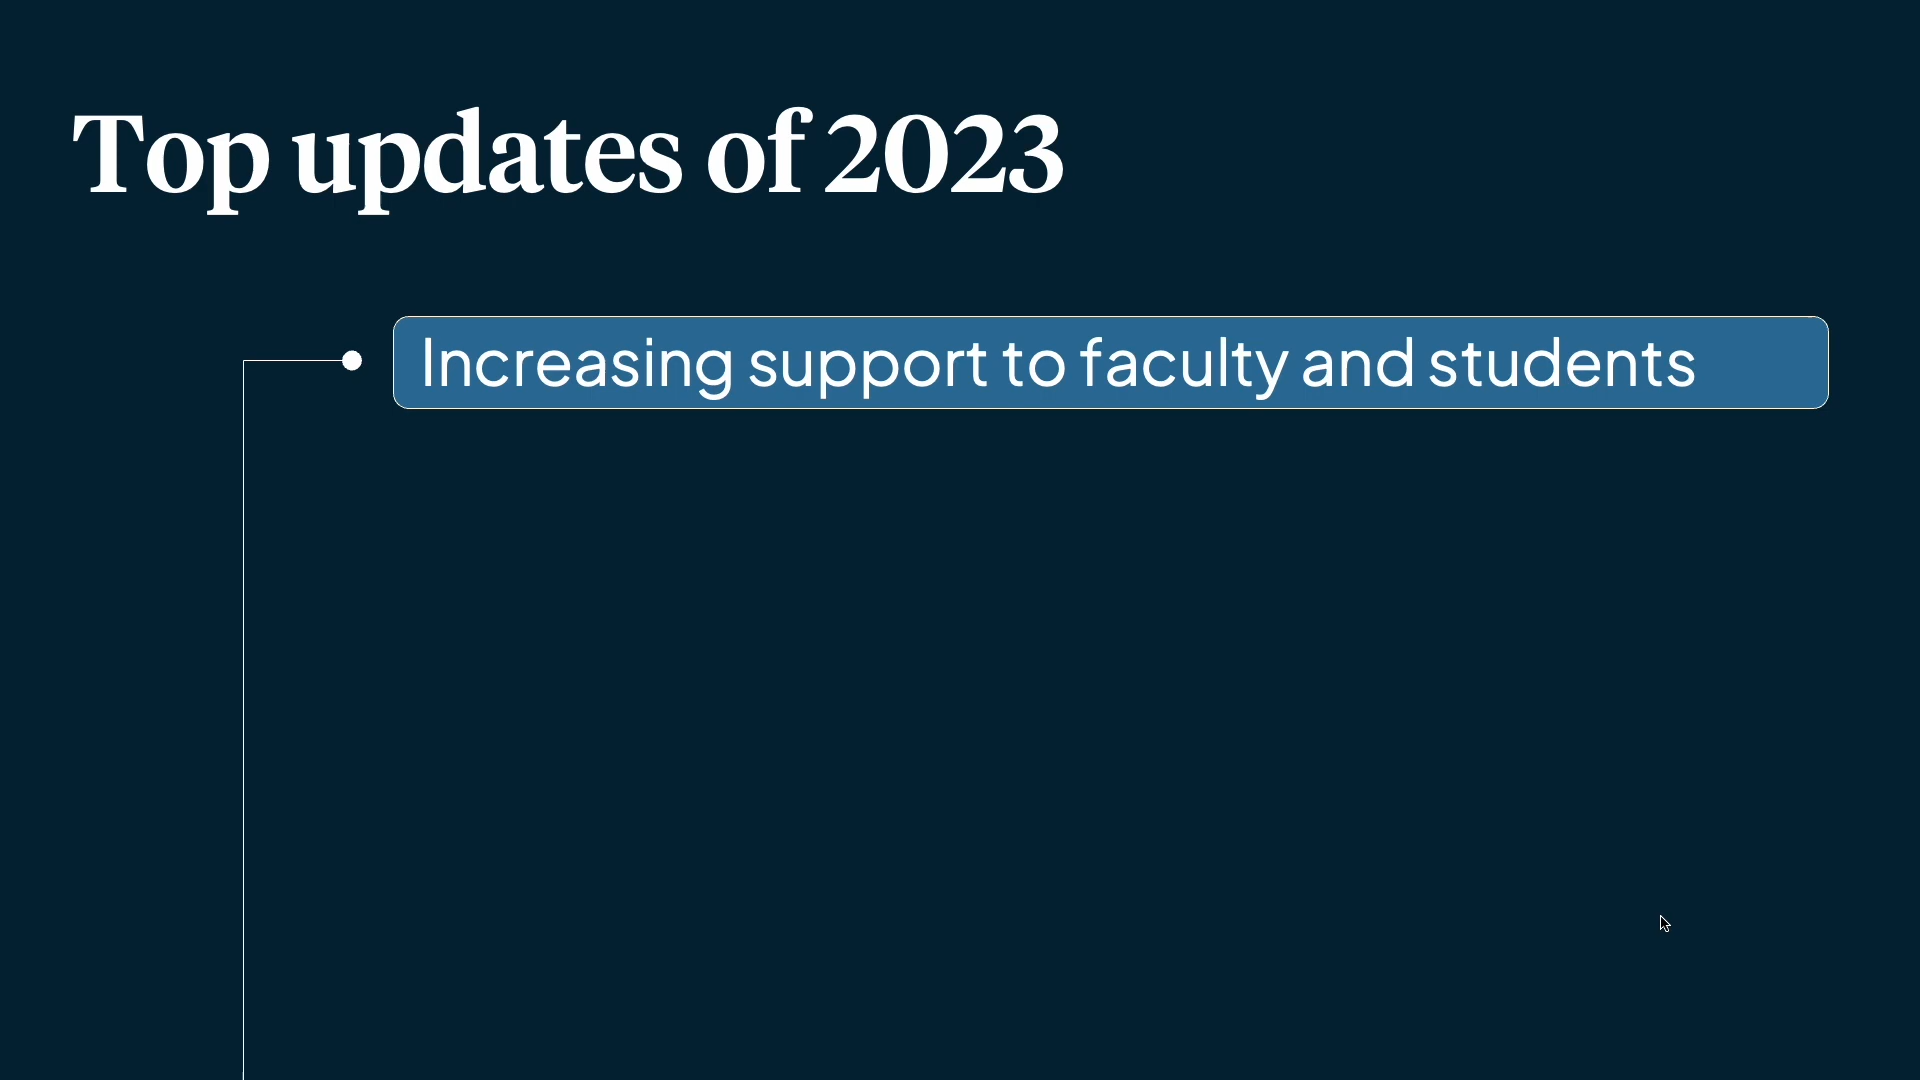 Top updates of 2023
Increasing support to faculty and students